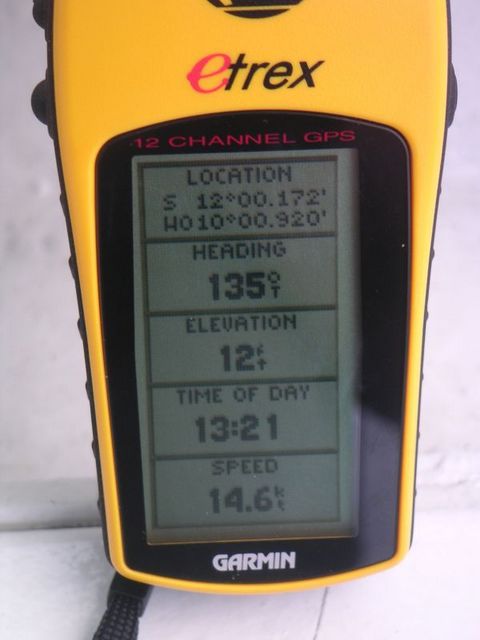 etrex
12 CHANNEL GPS
LOCATION
S 12°00.172'
W010°00.920'
HEADING
135°T
ELEVATION
12ft
TIME OF DAY
13:21
SPEED
14.6kt
GARMIN